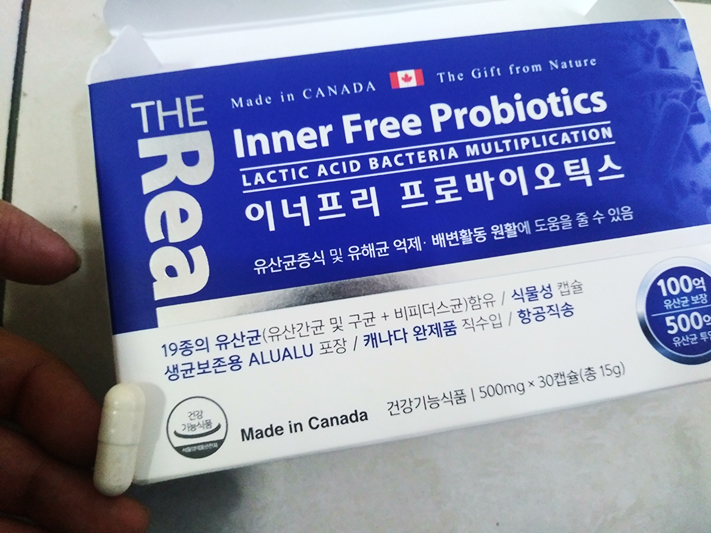 THE
Real
Made in CANADA The Gift from Nature
Inner Free Probiotics
LACTIC ACID BACTERIA MULTIPLICATION
이너프리 프로바이오틱스
유산균증식 및 유해균 억제· 배변활동 원활에 도움을 줄 수 있음
19종의 유산균(유산간균 및 구균 + 비피더스균)함유 / 식물성 캡슐
생균보존용 ALUALU 포장 / 캐나다 완제품 직수입 / 항공직송
100억
유산균 보장
500억
유산균 투
건강
기능식품
Made in Canada
건강기능식품 | 500mg × 30캡슐(총 15g)